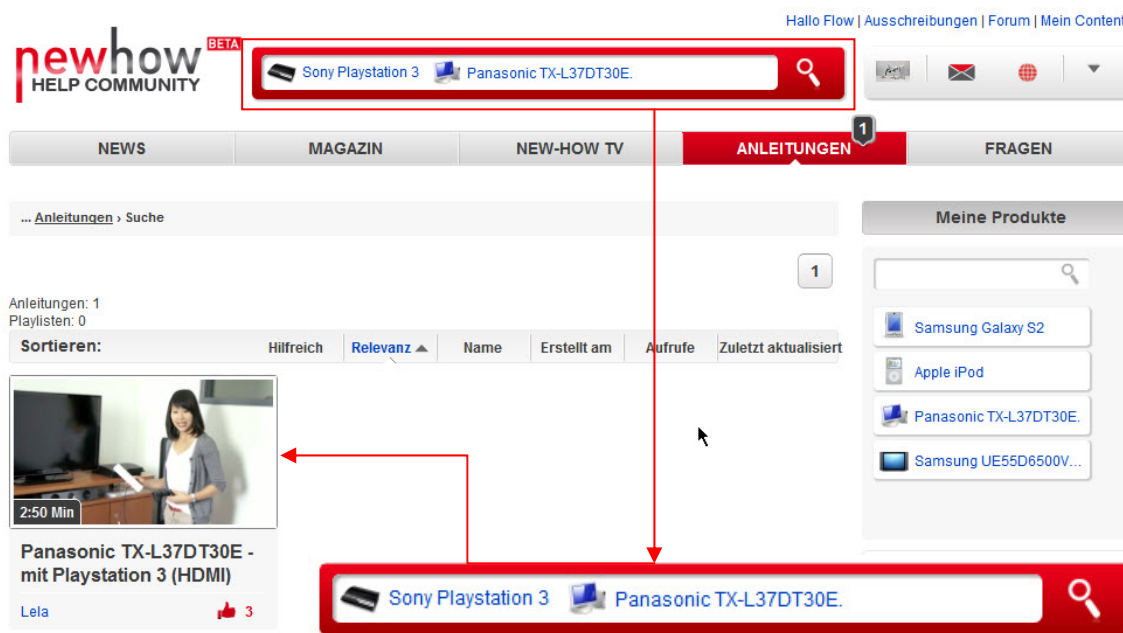 Hallo Flow | Ausschreibungen | Forum | Mein Content
newhow BETA
HELP COMMUNITY
Sony Playstation 3 Panasonic TX-L37DT30E.
1
NEWS MAGAZIN NEW-HOW TV ANLEITUNGEN FRAGEN
... Anleitungen › Suche
Meine Produkte
1
Anleitungen: 1
Playlisten: 0
Sortieren: Hilfreich Relevanz Name Erstellt am Aufrufe Zuletzt aktualisiert
Samsung Galaxy S2
Apple iPod
Panasonic TX-L37DT30E.
Samsung UE55D6500V...
2:50 Min
Panasonic TX-L37DT30E -
mit Playstation 3 (HDMI)
Lela 3
Sony Playstation 3 Panasonic TX-L37DT30E.